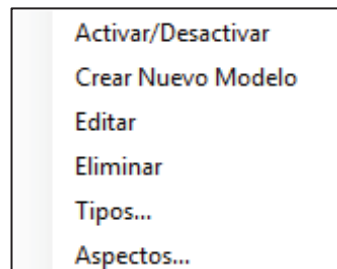 Activar/Desactivar
Crear Nuevo Modelo
Editar
Eliminar
Tipos...
Aspectos...